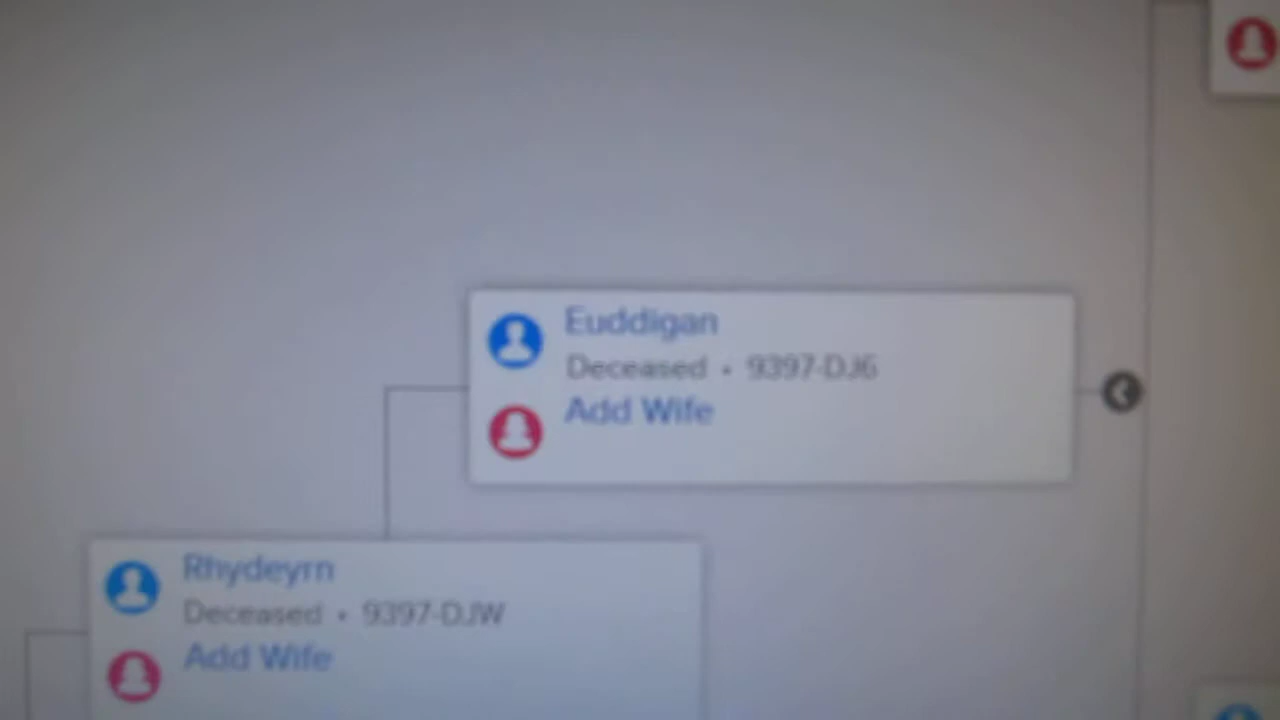 Euddigan
Deceased • 9397-DJ6
Add Wife
Rhydeyrn
Deceased • 9397-DJW
Add Wife